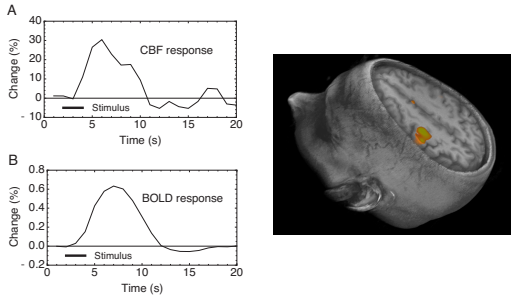 A
Change (%)
40
30
20
10
0
- 10
CBF response
Stimulus
0
5
10
15
20
Time (s)
B
Change (%)
0.8
0.6
0.4
0.2
0.0
0.2
BOLD response
Stimulus
0
5
10
15
20
Time (s)